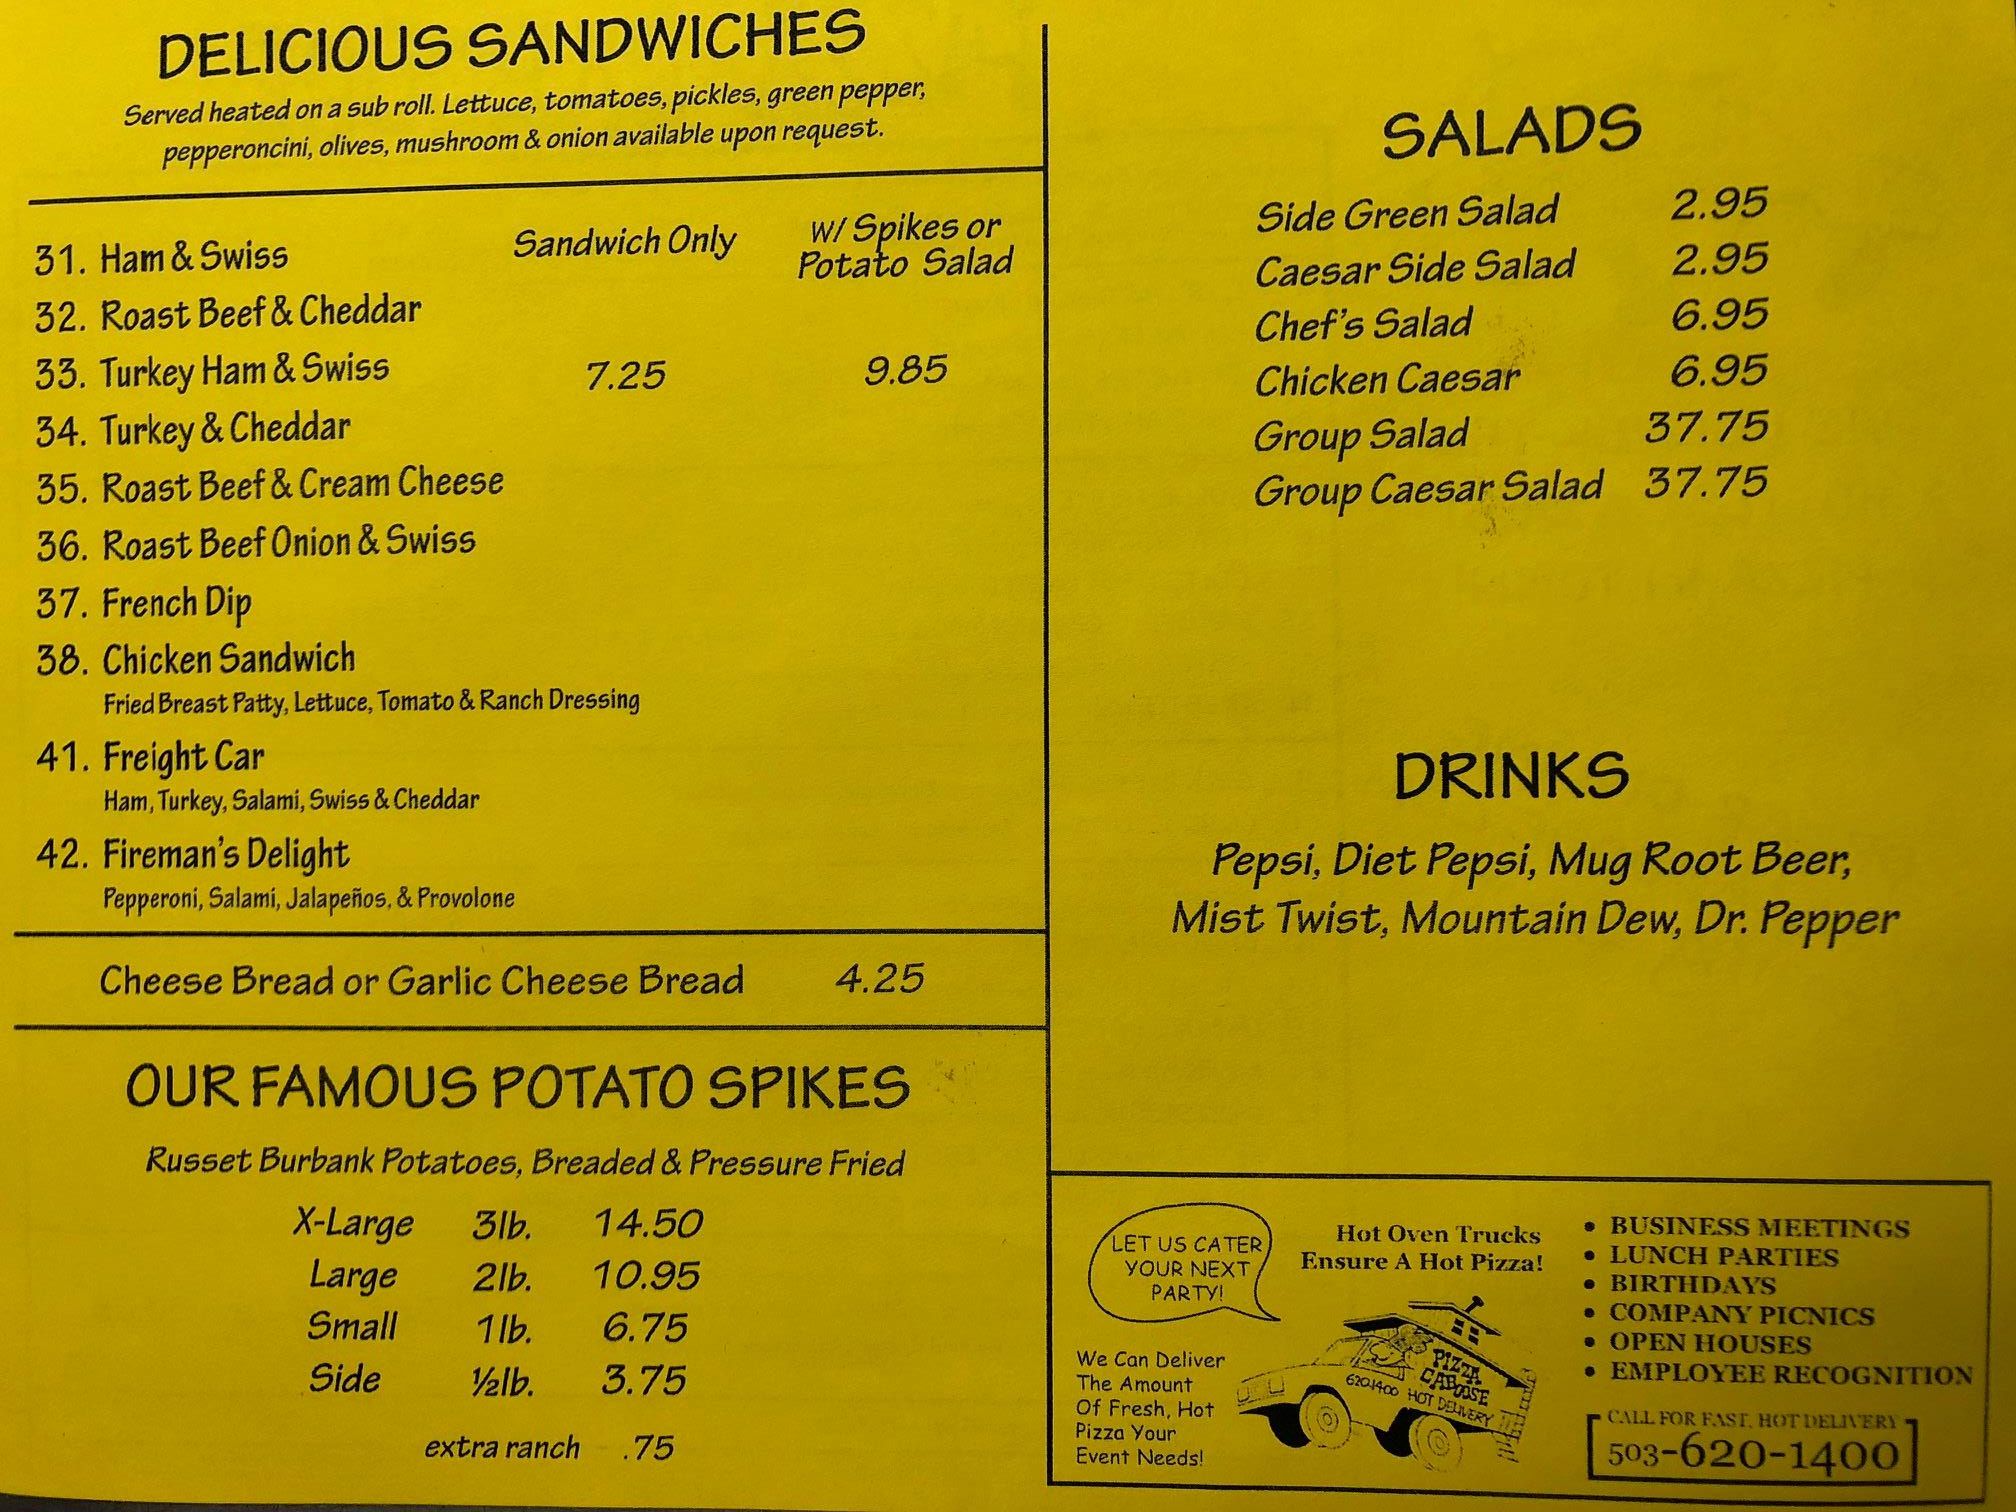 DELICIOUS SANDWICHES
Served heated on a sub roll. Lettuce, tomatoes, pickles, green pepper,
pepperoncini, olives, mushroom & onion available upon request.
Sandwich Only
W/ Spikes or
Potato Salad
31. Ham & Swiss
32. Roast Beef & Cheddar
33. Turkey Ham & Swiss 7.25 9.85
34. Turkey & Cheddar
35. Roast Beef & Cream Cheese
36. Roast Beef Onion & Swiss
37. French Dip
38. Chicken Sandwich
Fried Breast Patty, Lettuce, Tomato & Ranch Dressing
41. Freight Car
Ham, Turkey, Salami, Swiss & Cheddar
42. Fireman's Delight
Pepperoni, Salami, Jalapeños, & Provolone
Cheese Bread or Garlic Cheese Bread 4.25
OUR FAMOUS POTATO SPIKES
Russet Burbank Potatoes, Breaded & Pressure Fried
X-Large 3lb. 14.50
Large 2lb. 10.95
Small 1lb. 6.75
Side ½lb. 3.75
extra ranch .75
SALADS
Side Green Salad 2.95
Caesar Side Salad 2.95
Chef's Salad 6.95
Chicken Caesar 6.95
Group Salad 37.75
Group Caesar Salad 37.75
DRINKS
Pepsi, Diet Pepsi, Mug Root Beer,
Mist Twist, Mountain Dew, Dr. Pepper
LET US CATER
YOUR NEXT
PARTY!
We Can Deliver
The Amount
Of Fresh, Hot
Pizza Your
Event Needs!
Hot Oven Trucks
Ensure A Hot Pizza!
PIZZA
CABOOSE
620-1400 HOT DELIVERY
• BUSINESS MEETINGS
• LUNCH PARTIES
• BIRTHDAYS
• COMPANY PICNICS
• OPEN HOUSES
• EMPLOYEE RECOGNITION
CALL FOR FAST, HOT DELIVERY
503-620-1400